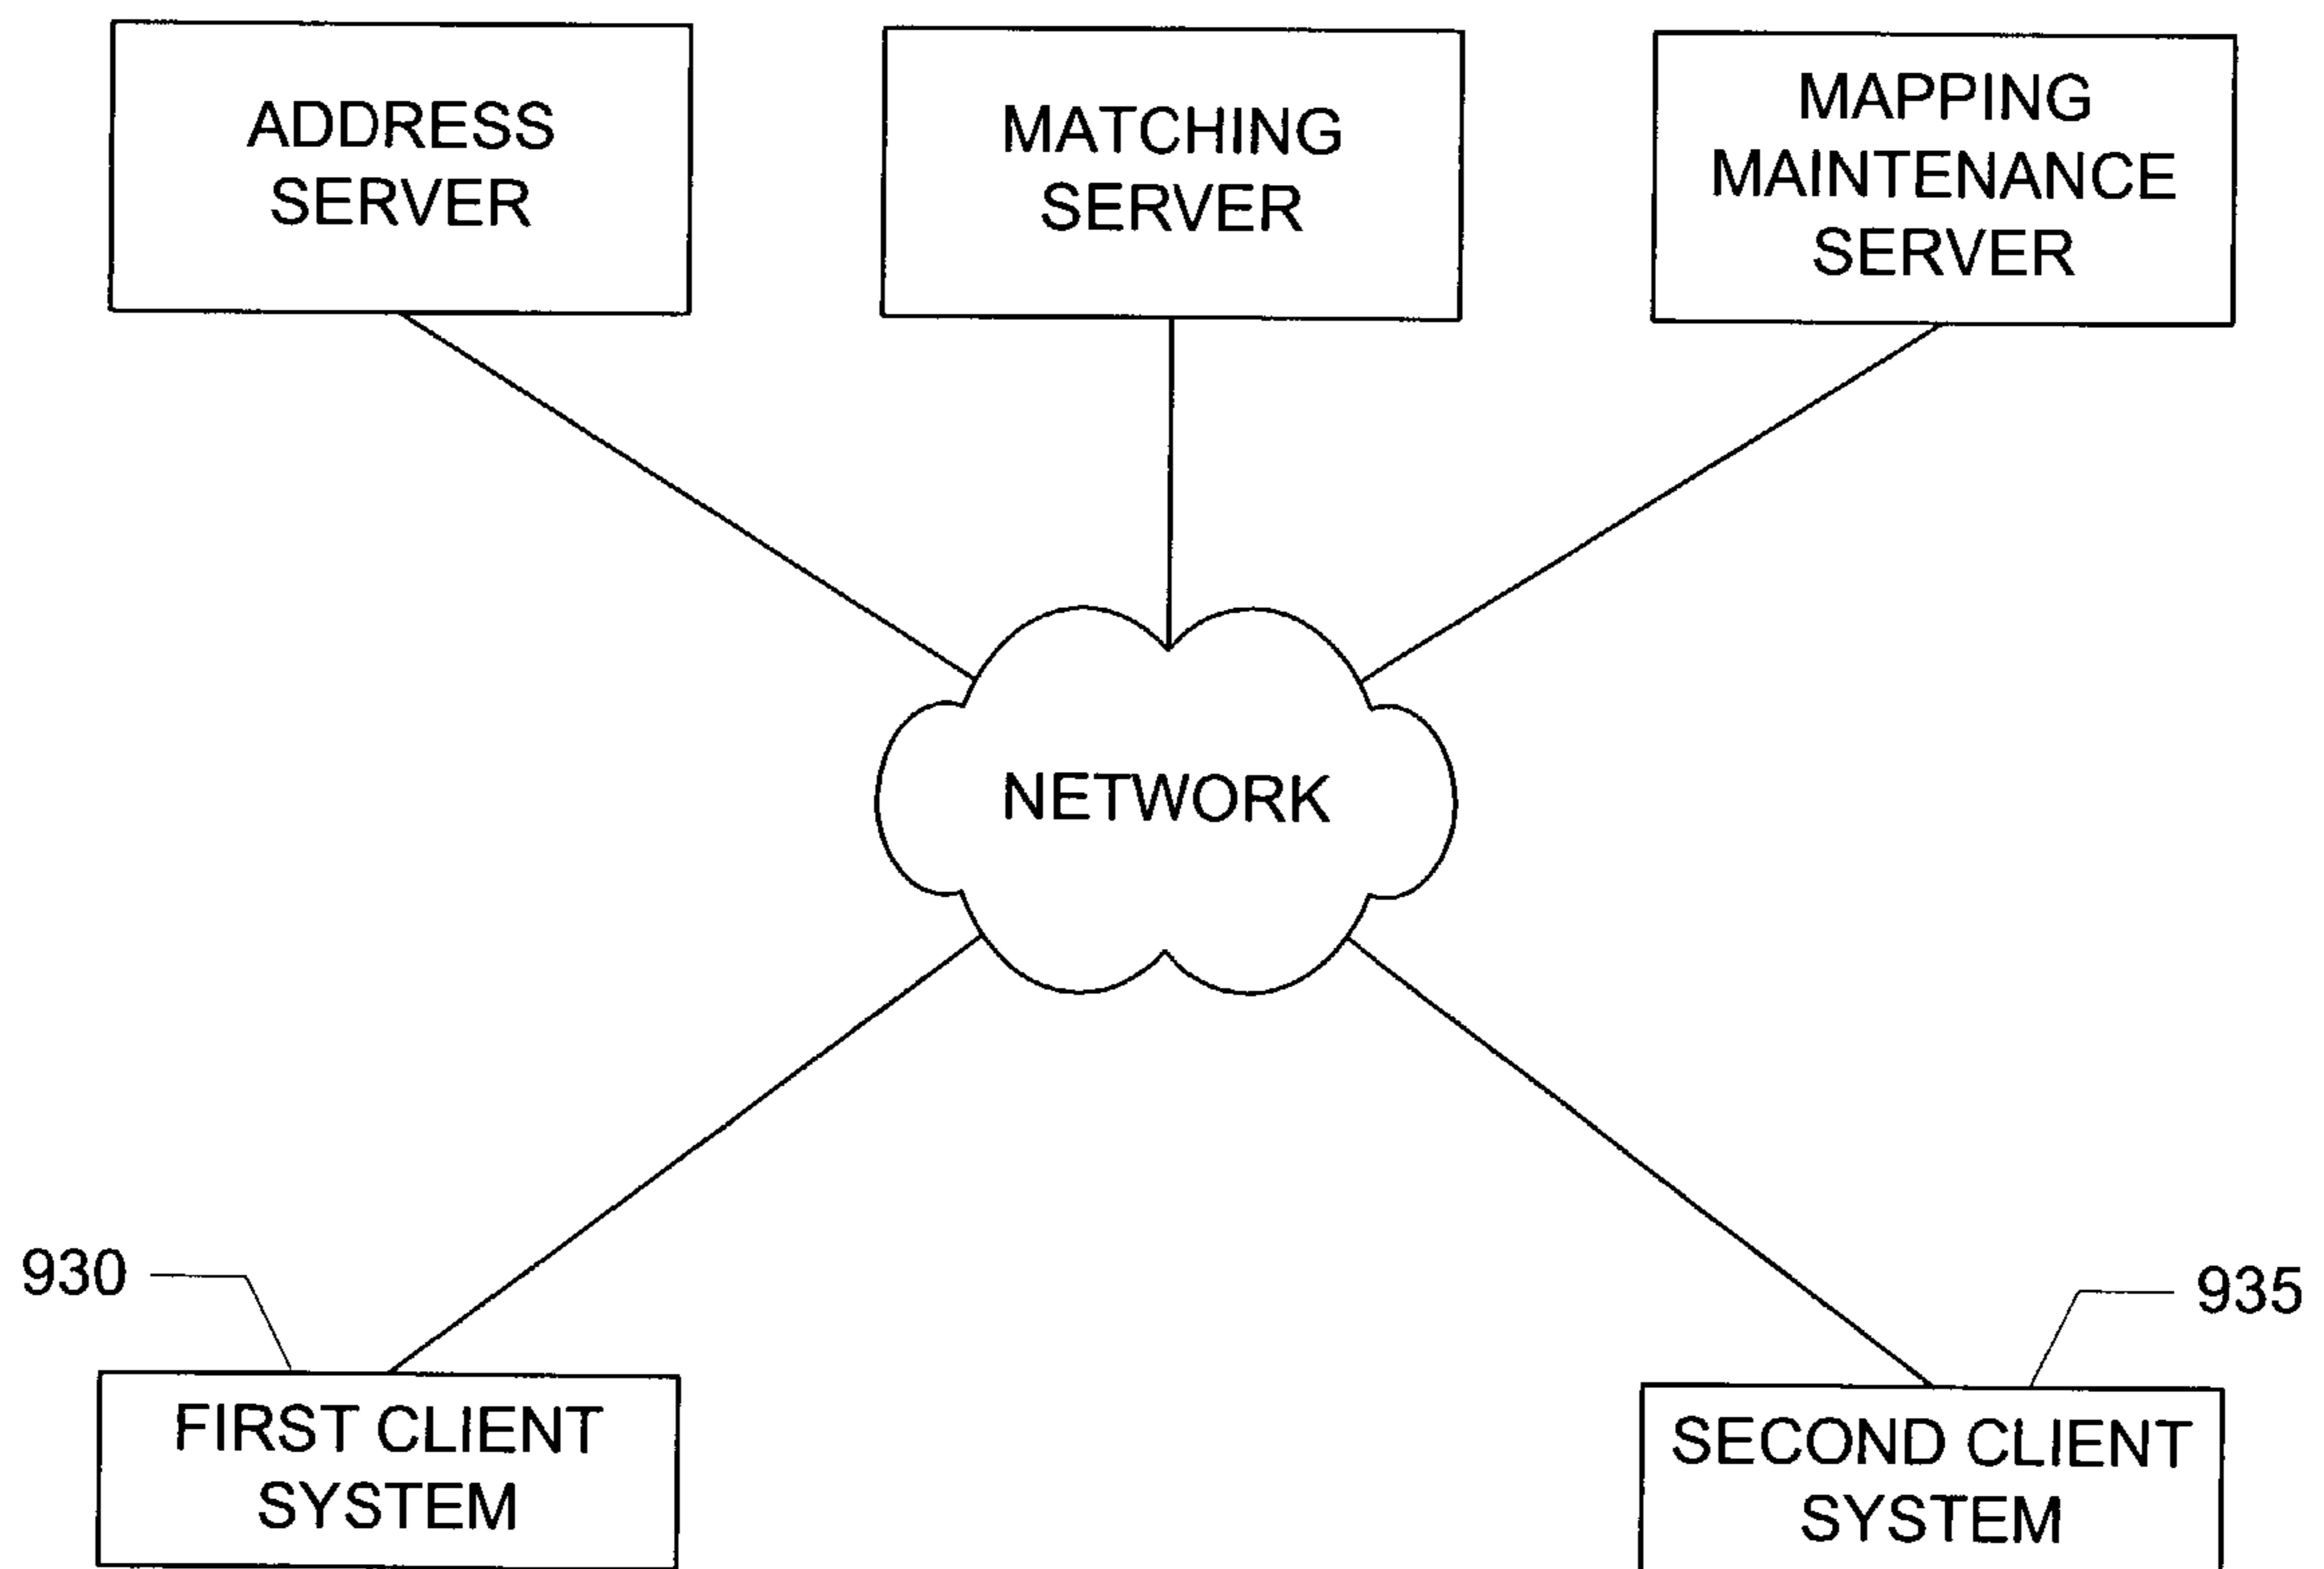 ADDRESS
SERVER
MATCHING
SERVER
MAPPING
MAINTENANCE
SERVER
NETWORK
930
935
FIRST CLIENT
SYSTEM
SECOND CLIENT
SYSTEM